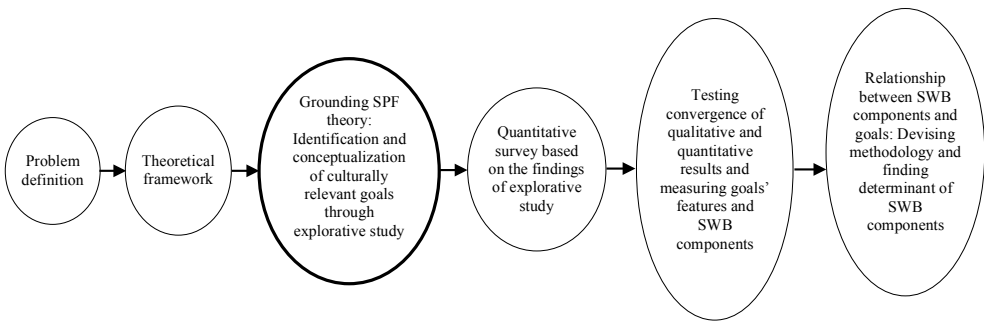 Problem
definition
Theoretical
framework
Grounding SPF
theory:
Identification and
conceptualization
of culturally
relevant goals
through
explorative study
Quantitative
survey based
on the findings
of explorative
study
Testing
convergence of
qualitative and
quantitative
results and
measuring goals’
features and
SWB
components
Relationship
between SWB
components and
goals: Devising
methodology and
finding
determinant of
SWB
components